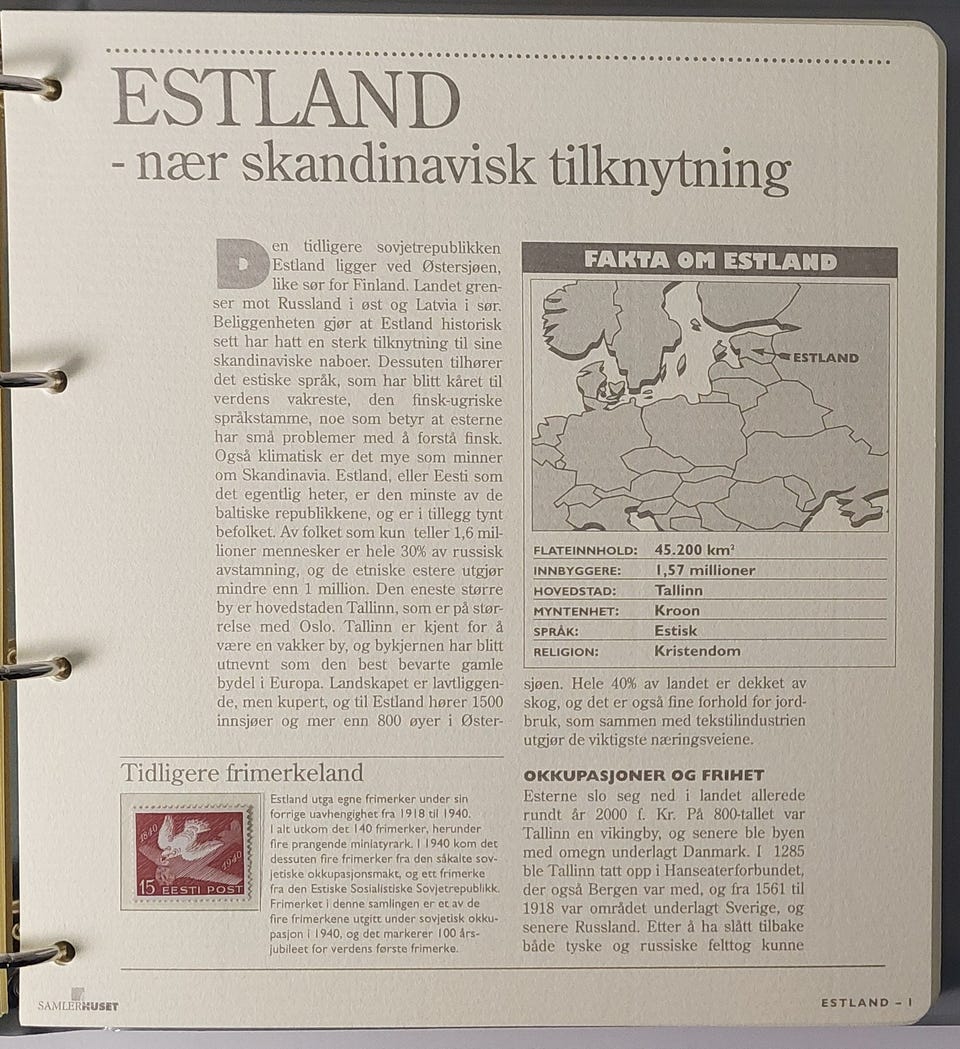 ESTLAND
- nær skandinavisk tilknytning
Den tidligere sovjetrepublikken
Estland ligger ved Østersjøen,
like sør for Finland. Landet gren-
ser mot Russland i øst og Latvia i sør.
Beliggenheten gjør at Estland historisk
sett har hatt en sterk tilknytning til sine
skandinaviske naboer. Dessuten tilhører
det estiske språk, som har blitt kåret til
verdens vakreste, den finsk-ugriske
språkstamme, noe som betyr at esterne
har små problemer med å forstå finsk.
Også klimatisk er det mye som minner
om Skandinavia. Estland, eller Eesti som
det egentlig heter, er den minste av de
baltiske republikkene, og er i tillegg tynt
befolket. Av folket som kun teller 1,6 mil-
lioner mennesker er hele 30% av russisk
avstamning, og de etniske estere utgjør
mindre enn 1 million. Den eneste større
by er hovedstaden Tallinn, som er på stør-
relse med Oslo. Tallinn er kjent for å
være en vakker by, og bykjernen har blitt
utnevnt som den best bevarte gamle
bydel i Europa. Landskapet er lavtliggen-
de, men kupert, og til Estland hører 1500
innsjøer og mer enn 800 øyer i Øster-
FAKTA OM ESTLAND
ESTLAND
FLATEINNHOLD: 45.200 km²
INNBYGGERE: 1,57 millioner
HOVEDSTAD: Tallinn
MYNTENHET: Kroon
SPRÅK: Estisk
RELIGION: Kristendom
sjøen. Hele 40% av landet er dekket av
skog, og det er også fine forhold for jord-
bruk, som sammen med tekstilindustrien
utgjør de viktigste næringsveiene.
OKKUPASJONER OG FRIHET
Esterne slo seg ned i landet allerede
rundt år 2000 f. Kr. På 800-tallet var
Tallinn en vikingby, og senere ble byen
med omegn underlagt Danmark. I 1285
ble Tallinn tatt opp i Hanseaterforbundet,
der også Bergen var med, og fra 1561 til
1918 var området underlagt Sverige, og
senere Russland. Etter å ha slått tilbake
både tyske og russiske felttog kunne
Tidligere frimerkeland
1840
1940
15 EESTI POST
Estland utga egne frimerker under sin
forrige uavhengighet fra 1918 til 1940.
I alt utkom det 140 frimerker, herunder
fire prangende miniatyrark. I 1940 kom det
dessuten fire frimerker fra den såkalte sov-
jetiske okkupasjonsmakt, og ett frimerke
fra den Estiske Sosialistiske Sovjetrepublikk.
Frimerket i denne samlingen er et av de
fire frimerkene utgitt under sovjetisk okku-
pasjon i 1940, og det markerer 100 års-
jubileet for verdens første frimerke.
SAMLERHUSET
ESTLAND – 1